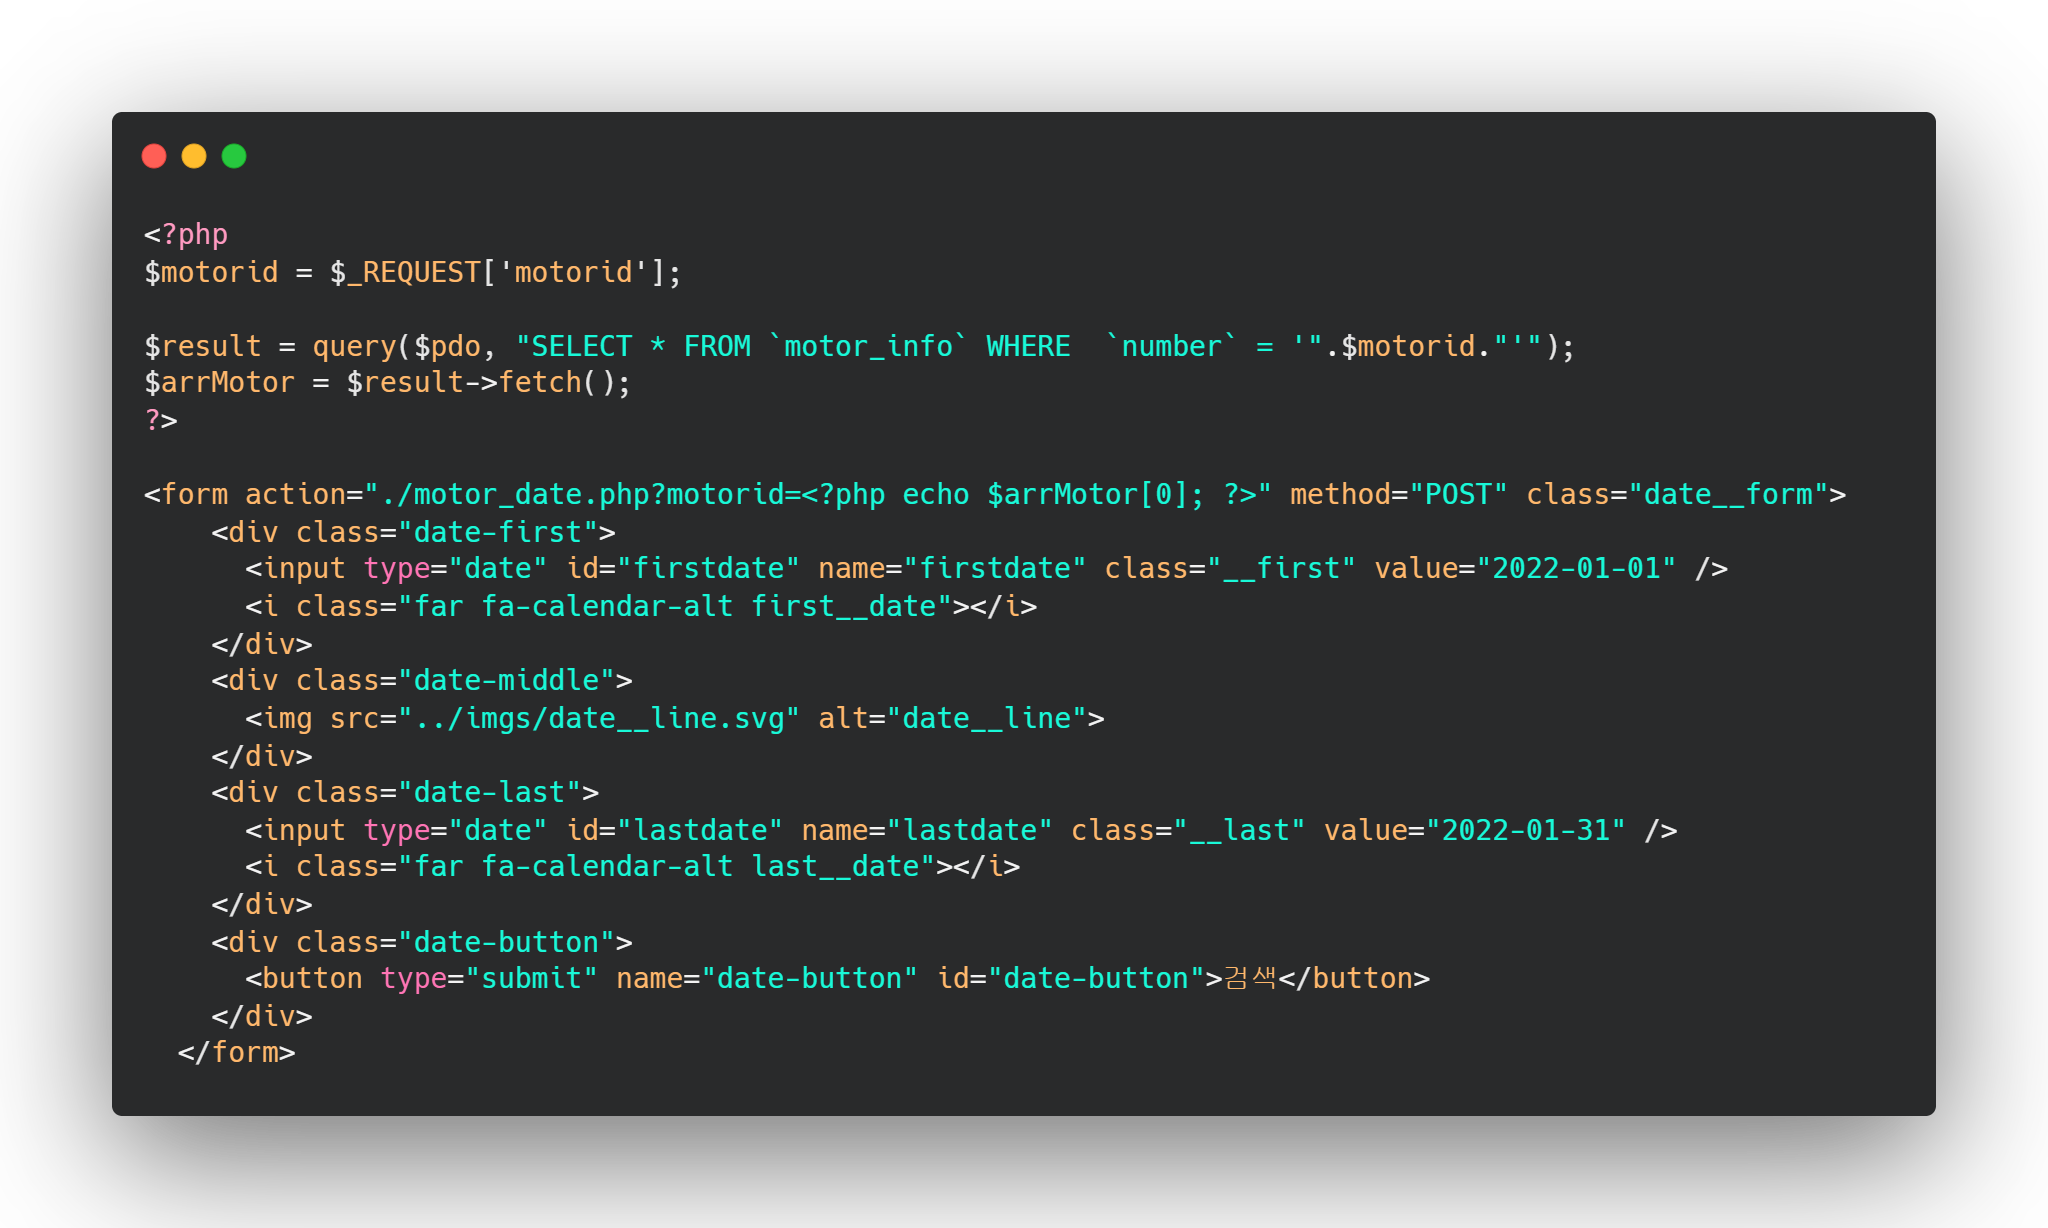 <?php
$motorid = $_REQUEST['motorid'];
$result = query($pdo, "SELECT * FROM `motor_info` WHERE  `number` = '".$motorid."'");
$arrMotor = $result->fetch();
?>
<form action="./motor_date.php?motorid=<?php echo $arrMotor[0]; ?>" method="POST" class="date__form">
    <div class="date-first">
      <input type="date" id="firstdate" name="firstdate" class="__first" value="2022-01-01" />
      <i class="far fa-calendar-alt first__date"></i>
    </div>
    <div class="date-middle">
      <img src="../imgs/date__line.svg" alt="date__line">
    </div>
    <div class="date-last">
      <input type="date" id="lastdate" name="lastdate" class="__last" value="2022-01-31" />
      <i class="far fa-calendar-alt last__date"></i>
    </div>
    <div class="date-button">
      <button type="submit" name="date-button" id="date-button">검색</button>
    </div>
  </form>